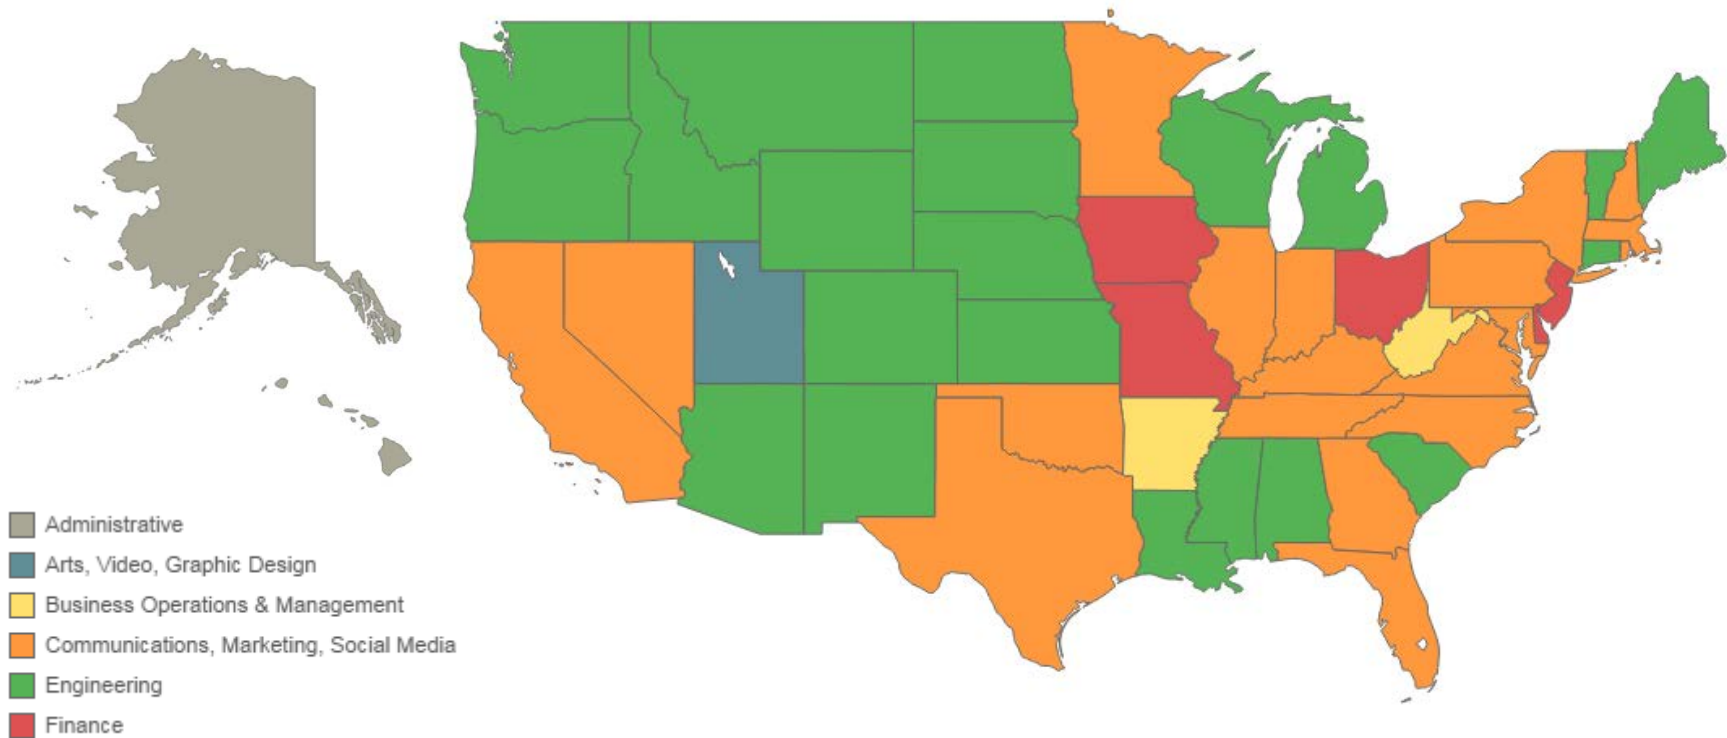 Administrative
Arts, Video, Graphic Design
Business Operations & Management
Communications, Marketing, Social Media
Engineering
Finance